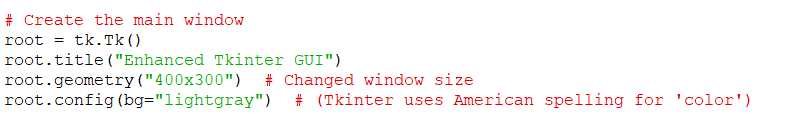 # Create the main window
root = tk.Tk()
root.title("Enhanced Tkinter GUI")
root.geometry("400x300")  # Changed window size
root.config(bg="lightgray")  # (Tkinter uses American spelling for 'color')